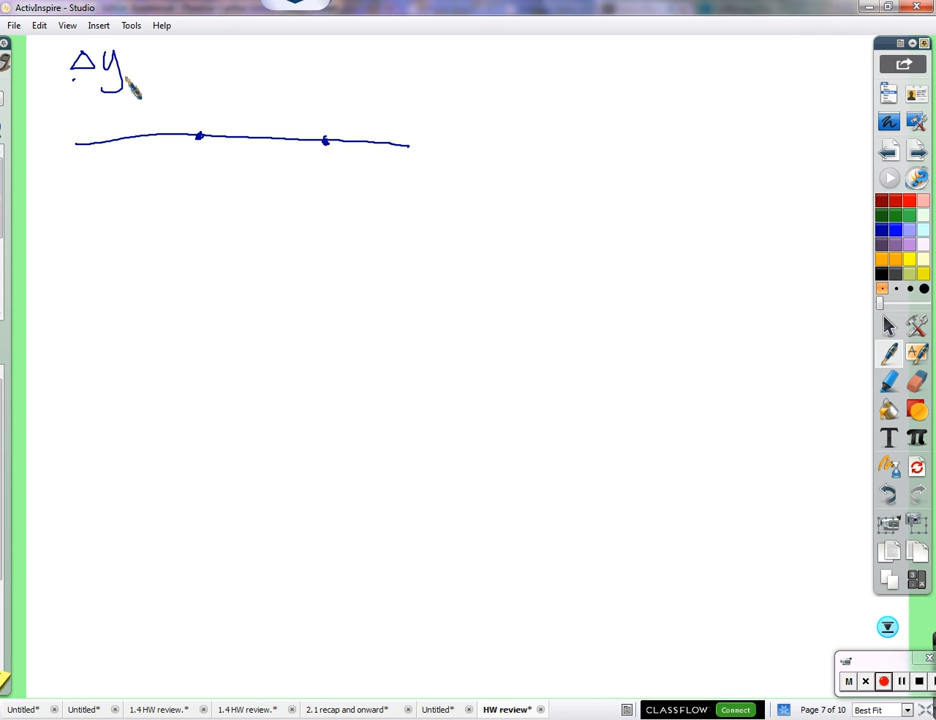 ActivInspire - Studio
File Edit View Insert Tools Help
Δy
Untitled* Untitled* 1.4 HW review.* 1.4 HW review.* 2.1 recap and onward* Untitled* HW review* CLASSFLOW Connect Page 7 of 10 Best Fit
M